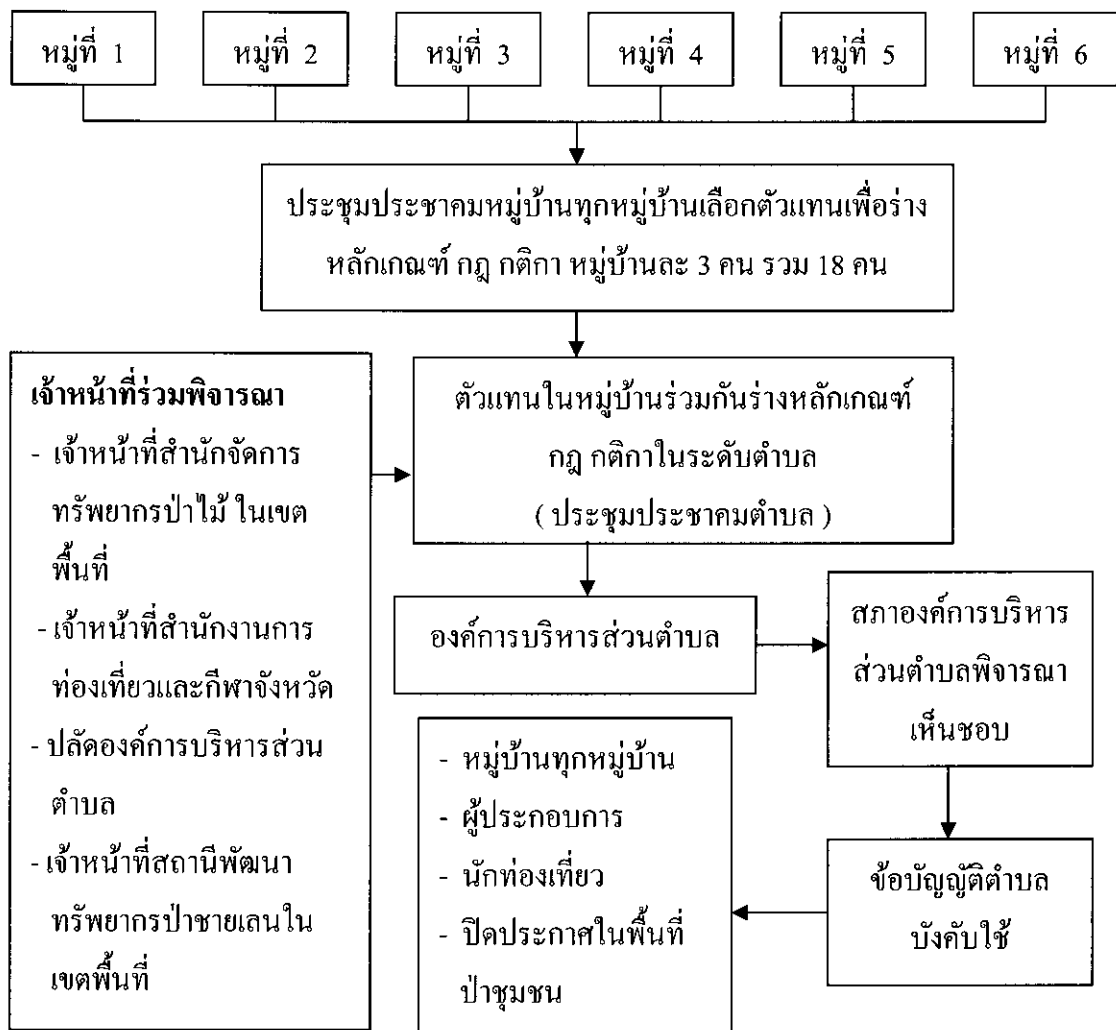 หมู่ที่ 1
หมู่ที่ 2
หมู่ที่ 3
หมู่ที่ 4
หมู่ที่ 5
หมู่ที่ 6
ประชุมประชาคมหมู่บ้านทุกหมู่บ้านเลือกตัวแทนเพื่อร่าง
หลักเกณฑ์ กฎ กติกา หมู่บ้านละ 3 คน รวม 18 คน
เจ้าหน้าที่ร่วมพิจารณา
- เจ้าหน้าที่สำนักจัดการ
ทรัพยากรป่าไม้ ในเขต
พื้นที่
- เจ้าหน้าที่สำนักงานการ
ท่องเที่ยวและกีฬาจังหวัด
- ปลัดองค์การบริหารส่วน
ตำบล
- เจ้าหน้าที่สถานีพัฒนา
ทรัพยากรป่าชายเลนใน
เขตพื้นที่
ตัวแทนในหมู่บ้านร่วมกันร่างหลักเกณฑ์
กฎ กติกาในระดับตำบล
( ประชุมประชาคมตำบล )
องค์การบริหารส่วนตำบล
สภาองค์การบริหาร
ส่วนตำบลพิจารณา
เห็นชอบ
ข้อบัญญัติตำบล
บังคับใช้
- หมู่บ้านทุกหมู่บ้าน
- ผู้ประกอบการ
- นักท่องเที่ยว
- ปิดประกาศในพื้นที่
ป่าชุมชน